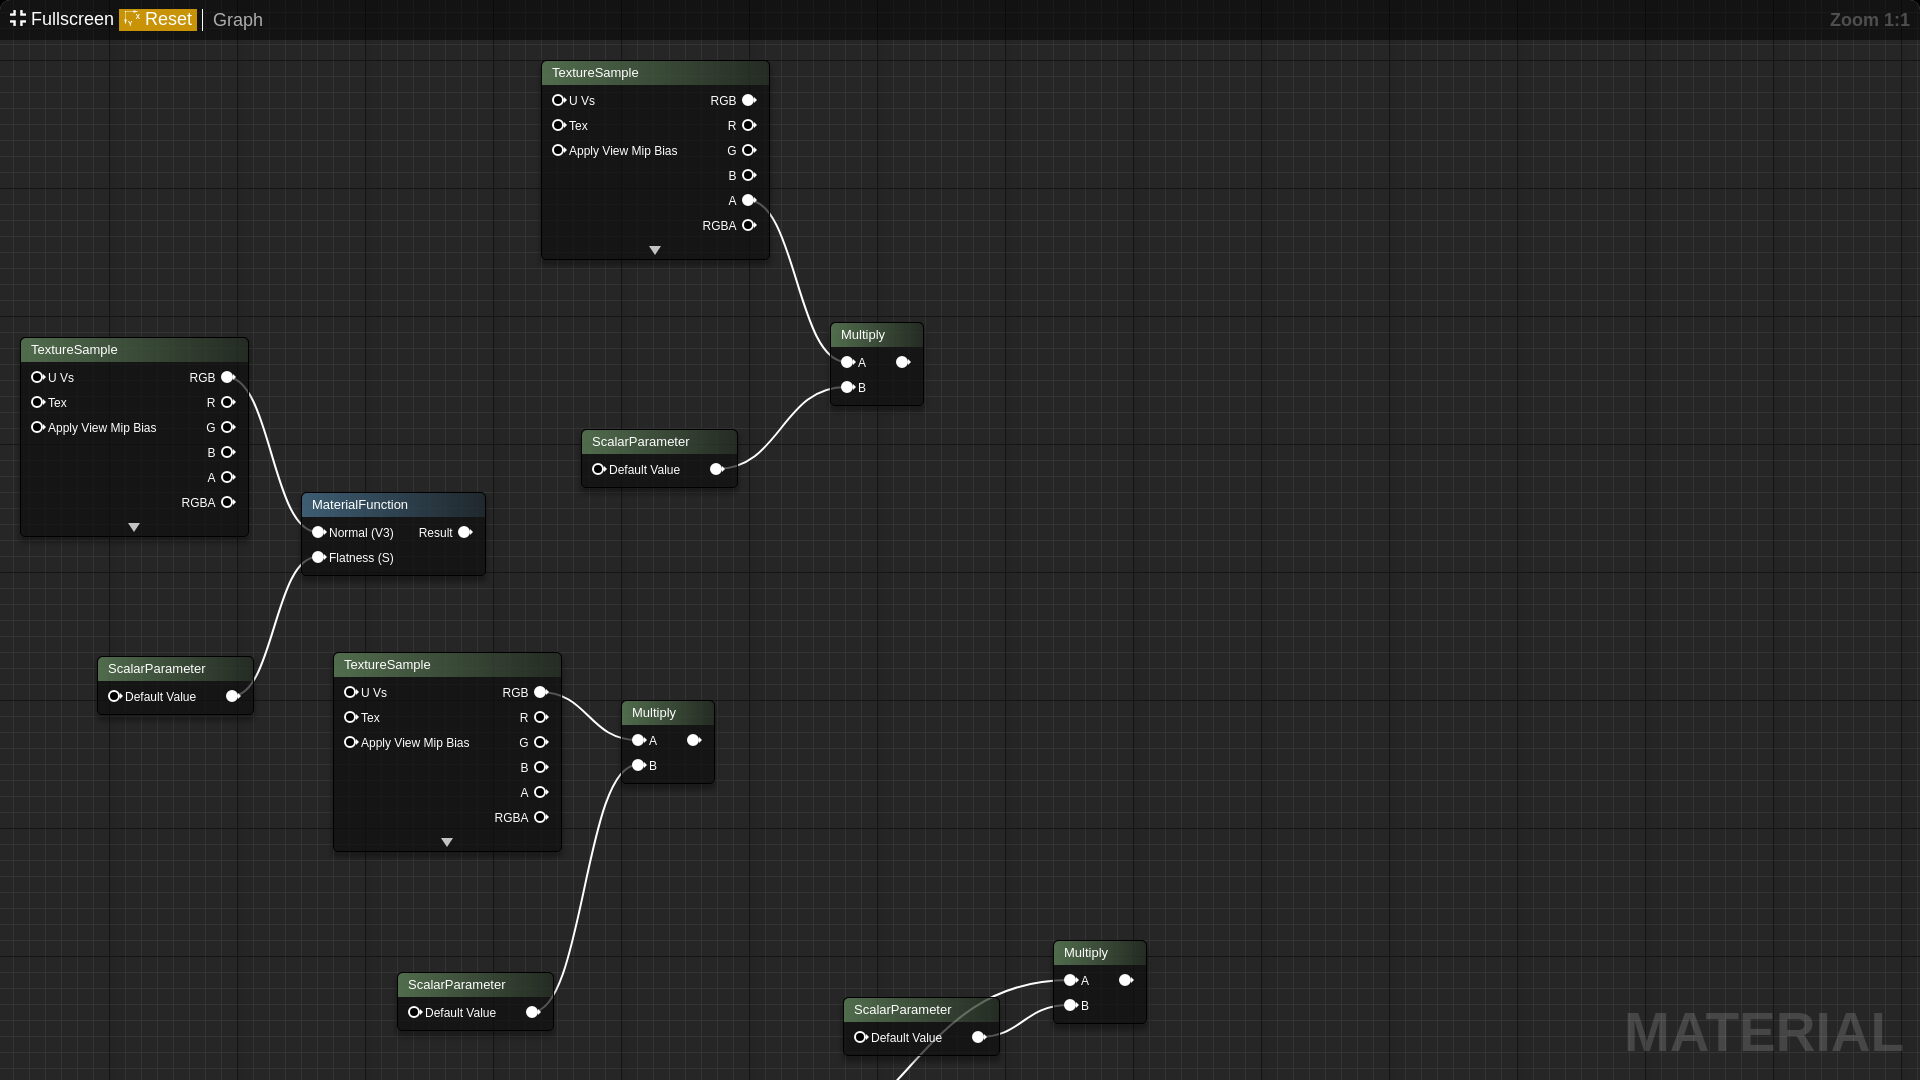 Fullscreen Reset Graph
Zoom 1:1
TextureSample
U Vs RGB
Tex R
Apply View Mip Bias G
B
A
RGBA
Multiply
A
B
ScalarParameter
Default Value
TextureSample
U Vs RGB
Tex R
Apply View Mip Bias G
B
A
RGBA
MaterialFunction
Normal (V3) Result
Flatness (S)
ScalarParameter
Default Value
TextureSample
U Vs RGB
Tex R
Apply View Mip Bias G
B
A
RGBA
Multiply
A
B
ScalarParameter
Default Value
Multiply
A
B
ScalarParameter
Default Value
MATERIAL